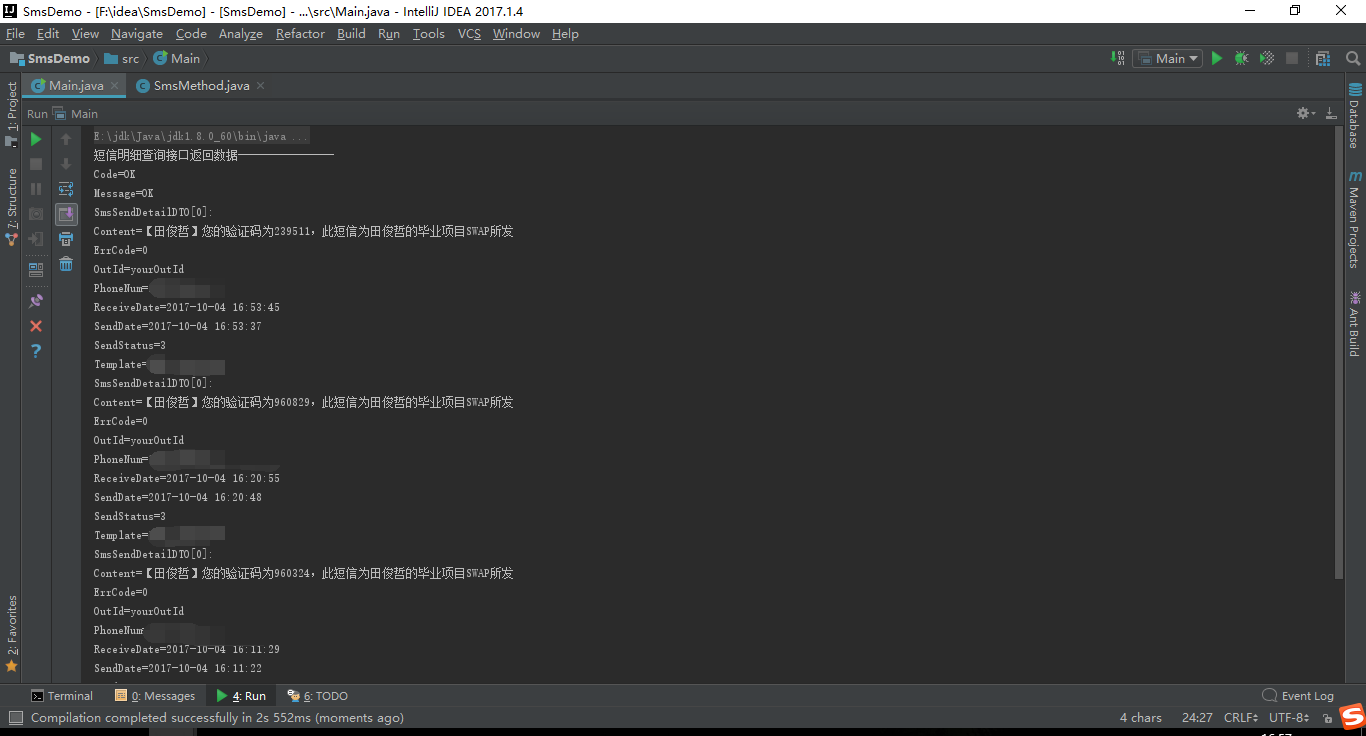 SmsDemo - [F:\idea\SmsDemo] - [SmsDemo] - ...\src\Main.java - IntelliJ IDEA 2017.1.4
File Edit View Navigate Code Analyze Refactor Build Run Tools VCS Window Help
SmsDemo src Main Main
Main.java SmsMethod.java
Run Main
1: Project
7: Structure
2: Favorites
E:\jdk\Java\jdk1.8.0_60\bin\java ...
短信明细查询接口返回数据----------------
Code=OK
Message=OK
SmsSendDetailDTO[0]:
Content=【田俊哲】您的验证码为239511，此短信为田俊哲的毕业项目SWAP所发
ErrCode=0
OutId=yourOutId
PhoneNum=
ReceiveDate=2017-10-04 16:53:45
SendDate=2017-10-04 16:53:37
SendStatus=3
Template=
SmsSendDetailDTO[0]:
Content=【田俊哲】您的验证码为960829，此短信为田俊哲的毕业项目SWAP所发
ErrCode=0
OutId=yourOutId
PhoneNum=
ReceiveDate=2017-10-04 16:20:55
SendDate=2017-10-04 16:20:48
SendStatus=3
Template=
SmsSendDetailDTO[0]:
Content=【田俊哲】您的验证码为960324，此短信为田俊哲的毕业项目SWAP所发
ErrCode=0
OutId=yourOutId
PhoneNum
ReceiveDate=2017-10-04 16:11:29
SendDate=2017-10-04 16:11:22
Database
Maven Projects
Ant Build
Terminal 0: Messages 4: Run 6: TODO Event Log
Compilation completed successfully in 2s 552ms (moments ago) 4 chars 24:27 CRLF UTF-8